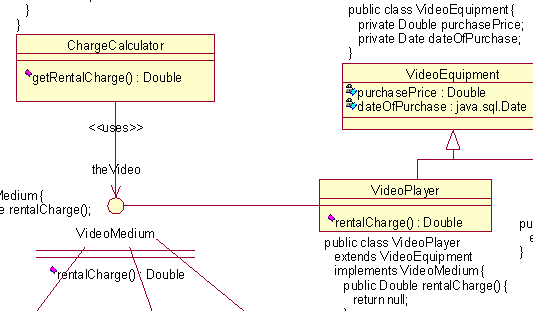 }
}
public class VideoEquipment{
private Double purchasePrice;
private Date dateOfPurchase;
}
ChargeCalculator
getRentalCharge() : Double
VideoEquipment
purchasePrice : Double
dateOfPurchase : java.sql.Date
<<uses>>
theVideo
Medium{
e rentalCharge();
VideoPlayer
rentalCharge() : Double
VideoMedium
rentalCharge() : Double
public class VideoPlayer
extends VideoEquipment
implements VideoMedium{
public Double rentalCharge(){
return null;
}
pu
e
}